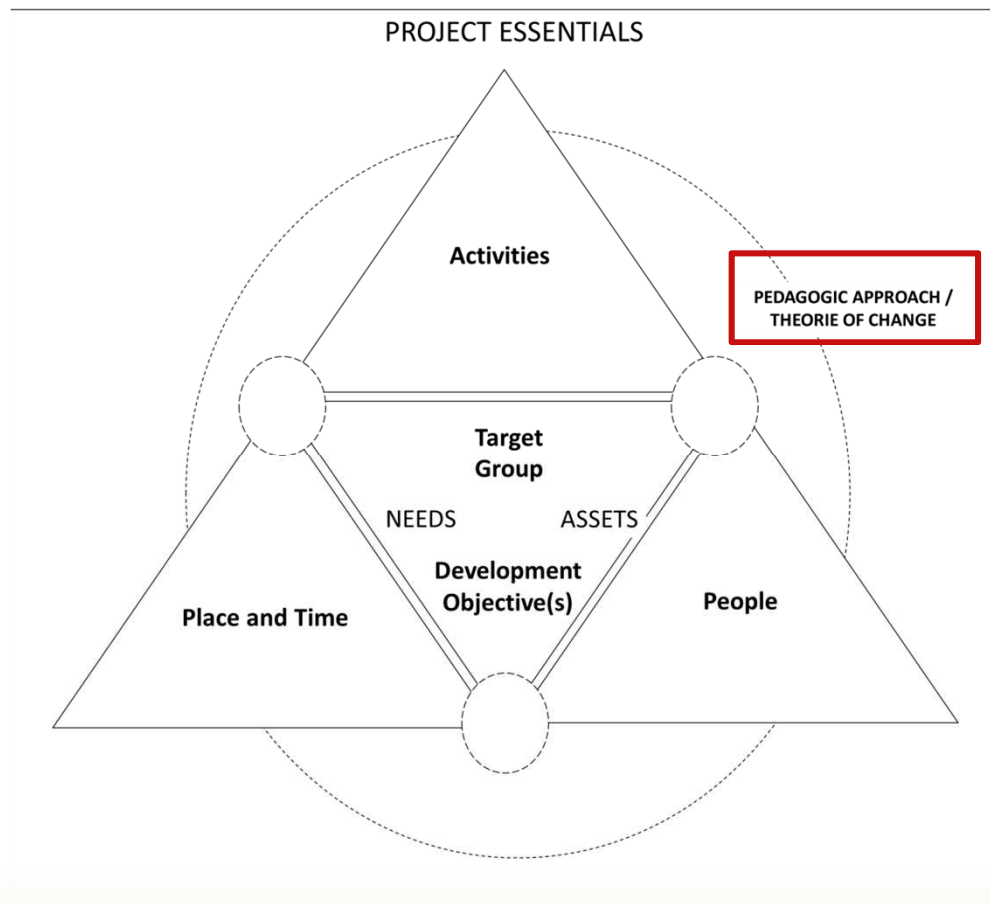 PROJECT ESSENTIALS
Activities
PEDAGOGIC APPROACH /
THEORIE OF CHANGE
Target
Group
NEEDS
ASSETS
Development
Objective(s)
Place and Time
People